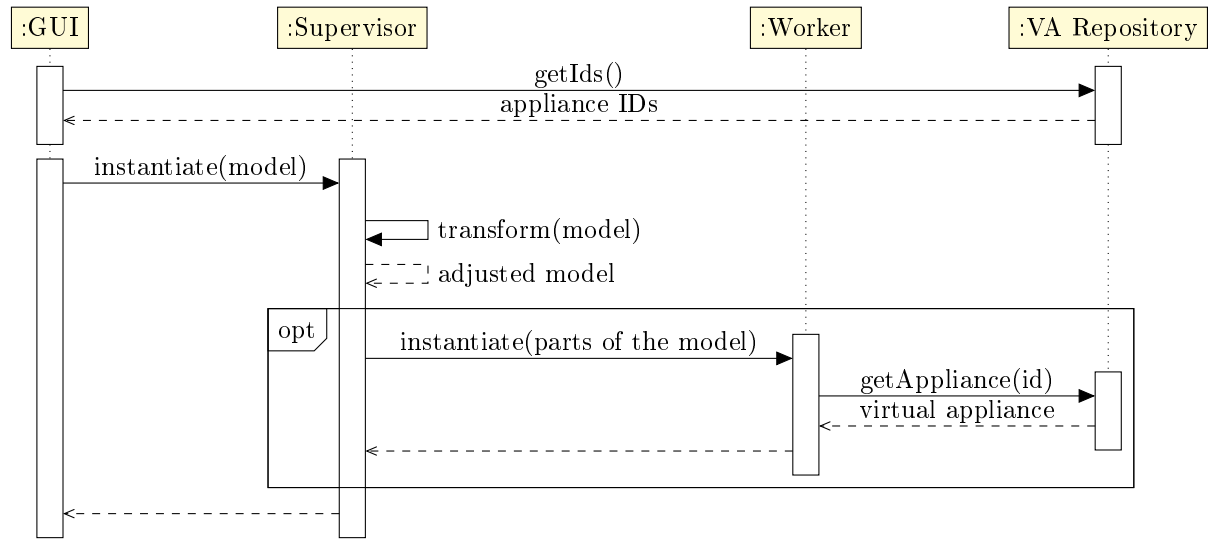 :GUI
:Supervisor
:Worker
:VA Repository
getIds()
appliance IDs
instantiate(model)
transform(model)
adjusted model
opt
instantiate(parts of the model)
getAppliance(id)
virtual appliance